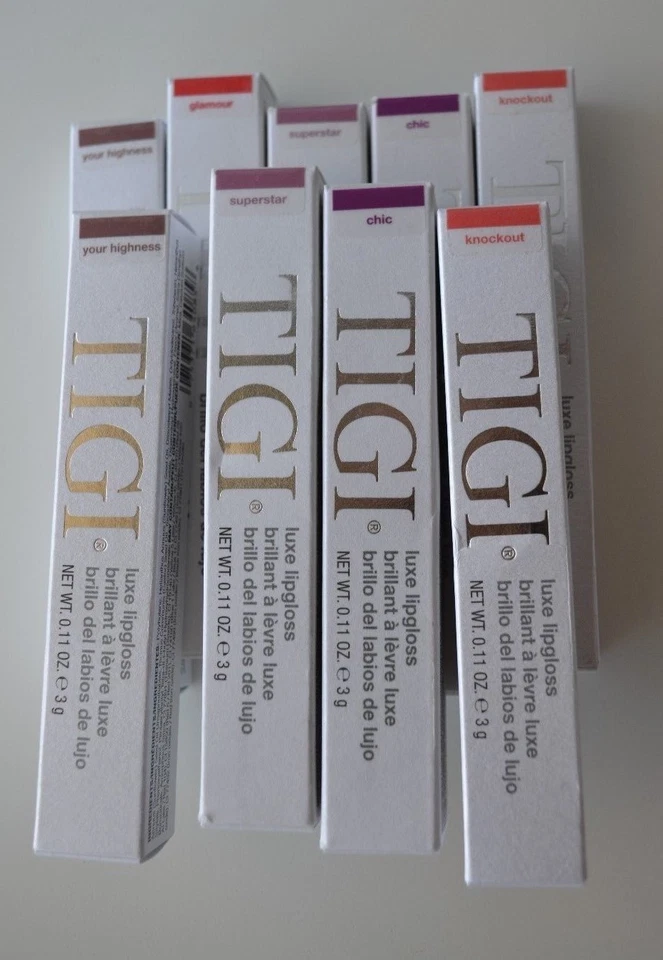 glamour
knockout
superstar
chic
your highness
TIGI
luxe lipgloss
superstar
TIGI®
luxe lipgloss
brillant à lèvre luxe
brillo del labios de lujo
NET WT. 0.11 OZ. ℮ 3 g
chic
TIGI®
luxe lipgloss
brillant à lèvre luxe
brillo del labios de lujo
NET WT. 0.11 OZ. ℮ 3 g
knockout
TIGI®
luxe lipgloss
brillant à lèvre luxe
brillo del labios de lujo
NET WT. 0.11 OZ. ℮ 3 g
your highness
TIGI®
luxe lipgloss
brillant à lèvre luxe
brillo del labios de lujo
NET WT. 0.11 OZ. ℮ 3 g